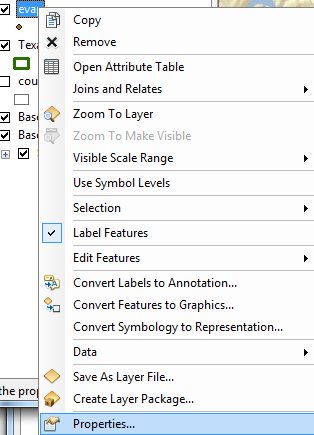 eva
Copy
Remove
Texa
Open Attribute Table
cou
Joins and Relates
Base
Zoom To Layer
Base
Zoom To Make Visible
Visible Scale Range
Use Symbol Levels
Selection
Label Features
Edit Features
Convert Labels to Annotation...
Convert Features to Graphics...
Convert Symbology to Representation...
Data
Save As Layer File...
the prop
Create Layer Package...
Properties...